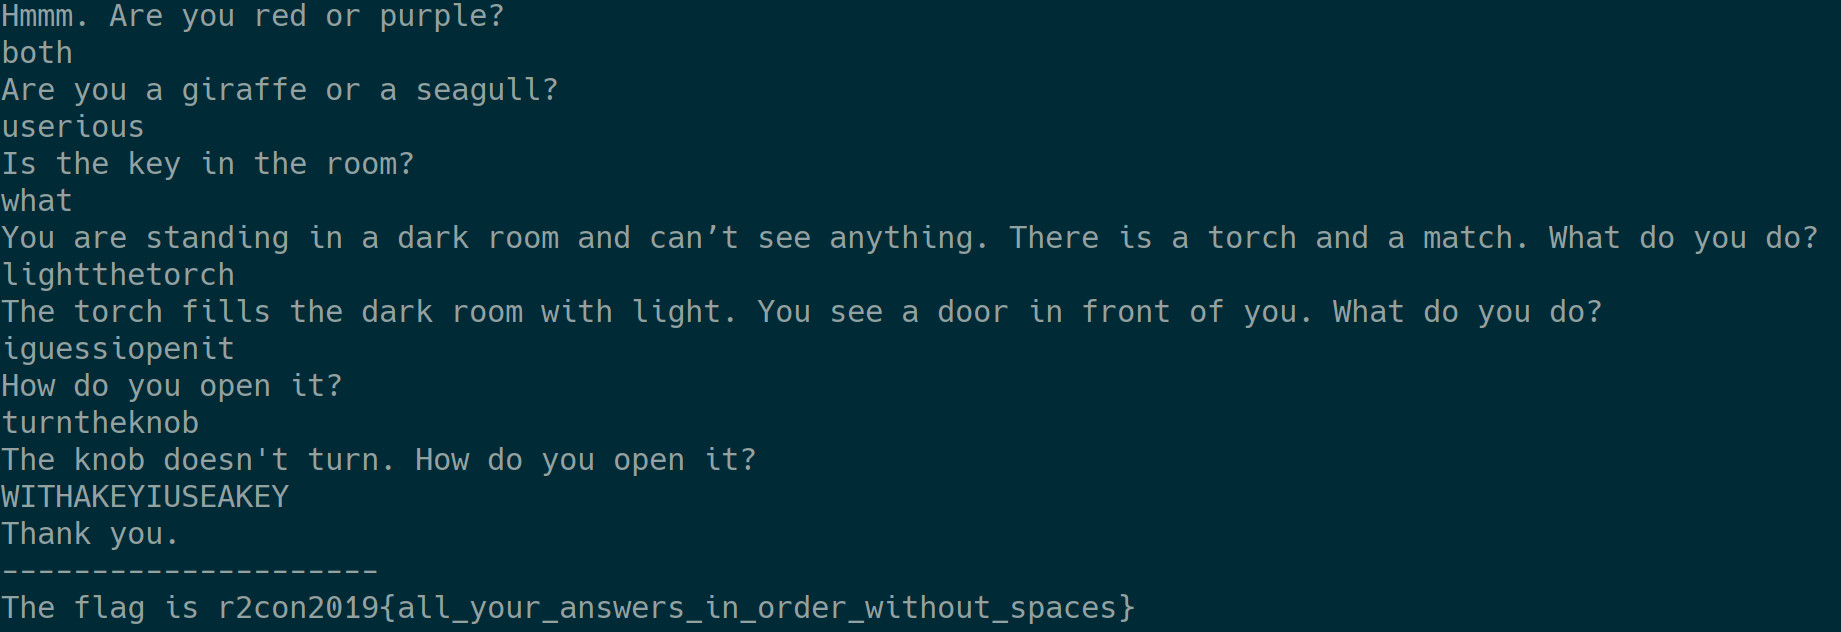 Hmmm. Are you red or purple?
both
Are you a giraffe or a seagull?
userious
Is the key in the room?
what
You are standing in a dark room and can’t see anything. There is a torch and a match. What do you do?
lightthetorch
The torch fills the dark room with light. You see a door in front of you. What do you do?
iguessiopenit
How do you open it?
turntheknob
The knob doesn't turn. How do you open it?
WITHAKEYIUSEAKEY
Thank you.
---------------------
The flag is r2con2019{all_your_answers_in_order_without_spaces}